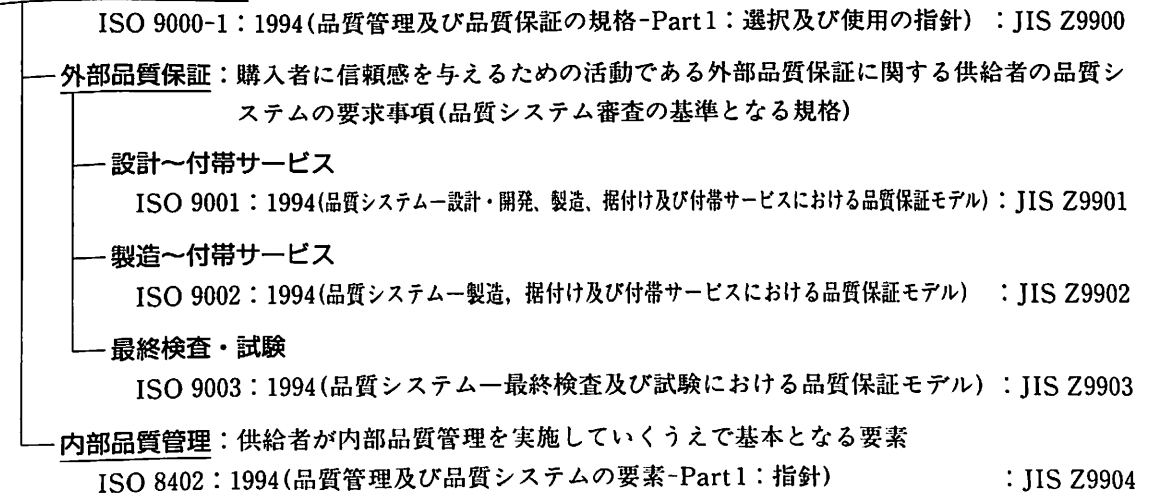 ISO 9000-1：1994(品質管理及び品質保証の規格-Part1：選択及び使用の指針)：JIS Z9900
外部品質保証：購入者に信頼感を与えるための活動である外部品質保証に関する供給者の品質シ
ステムの要求事項(品質システム審査の基準となる規格)
設計～付帯サービス
ISO 9001：1994(品質システム―設計・開発、製造、据付け及び付帯サービスにおける品質保証モデル)：JIS Z9901
製造～付帯サービス
ISO 9002：1994(品質システム―製造，据付け及び付帯サービスにおける品質保証モデル)：JIS Z9902
最終検査・試験
ISO 9003：1994(品質システム―最終検査及び試験における品質保証モデル)：JIS Z9903
内部品質管理：供給者が内部品質管理を実施していくうえで基本となる要素
ISO 8402：1994(品質管理及び品質システムの要素-Part1：指針)：JIS Z9904